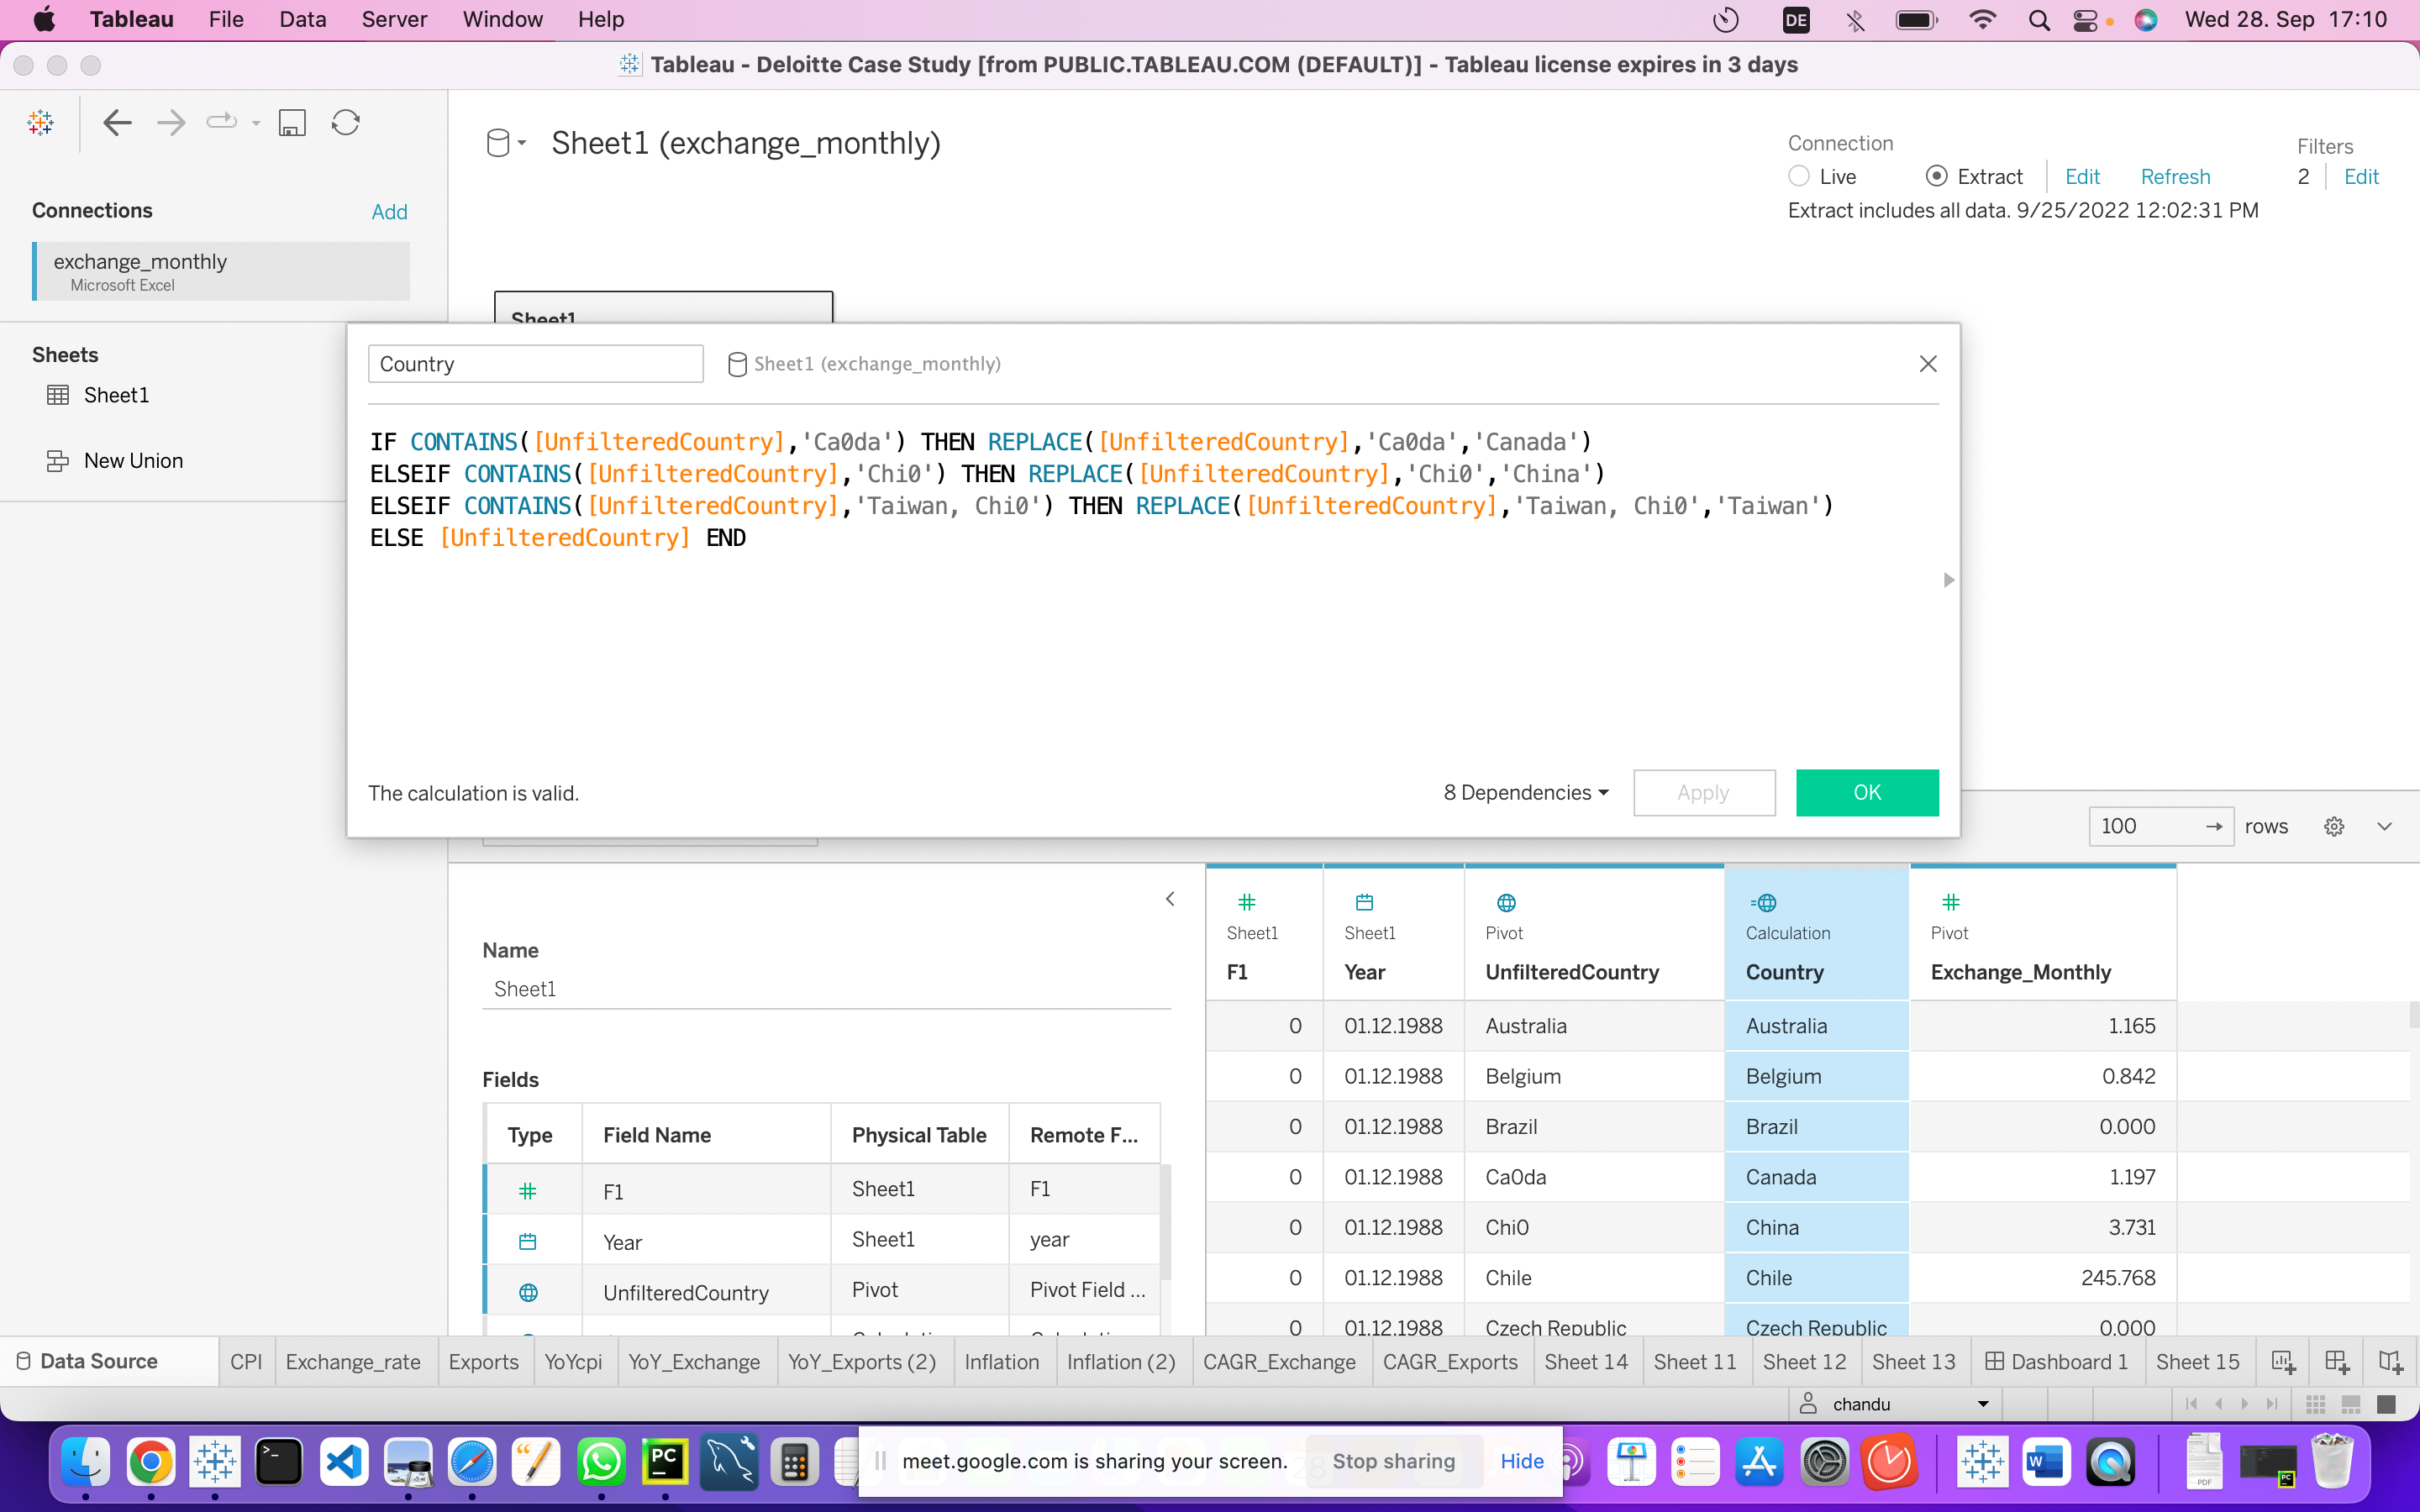 Tableau File Data Server Window Help DE Wed 28. Sep 17:10
Tableau - Deloitte Case Study [from PUBLIC.TABLEAU.COM (DEFAULT)] - Tableau license expires in 3 days
Sheet1 (exchange_monthly)
Connection
Live Extract Edit Refresh
Extract includes all data. 9/25/2022 12:02:31 PM
Filters
2 Edit
Connections Add
exchange_monthly
Microsoft Excel
Sheets
Sheet1
New Union
Sheet1
Country Sheet1 (exchange_monthly)
IF CONTAINS([UnfilteredCountry],'Ca0da') THEN REPLACE([UnfilteredCountry],'Ca0da','Canada')
ELSEIF CONTAINS([UnfilteredCountry],'Chi0') THEN REPLACE([UnfilteredCountry],'Chi0','China')
ELSEIF CONTAINS([UnfilteredCountry],'Taiwan, Chi0') THEN REPLACE([UnfilteredCountry],'Taiwan, Chi0','Taiwan')
ELSE [UnfilteredCountry] END
The calculation is valid. 8 Dependencies Apply OK
100 rows
Name
Sheet1
Fields
Type Field Name Physical Table Remote F...
F1 Sheet1 F1
Year Sheet1 year
UnfilteredCountry Pivot Pivot Field ...
Sheet1 Sheet1 Pivot Calculation Pivot
F1 Year UnfilteredCountry Country Exchange_Monthly
0 01.12.1988 Australia Australia 1.165
0 01.12.1988 Belgium Belgium 0.842
0 01.12.1988 Brazil Brazil 0.000
0 01.12.1988 Ca0da Canada 1.197
0 01.12.1988 Chi0 China 3.731
0 01.12.1988 Chile Chile 245.768
0 01.12.1988 Czech Republic Czech Republic 0.000
Data Source CPI Exchange_rate Exports YoYcpi YoY_Exchange YoY_Exports (2) Inflation Inflation (2) CAGR_Exchange CAGR_Exports Sheet 14 Sheet 11 Sheet 12 Sheet 13 Dashboard 1 Sheet 15
chandu
PC meet.google.com is sharing your screen. Stop sharing Hide W PDF PC